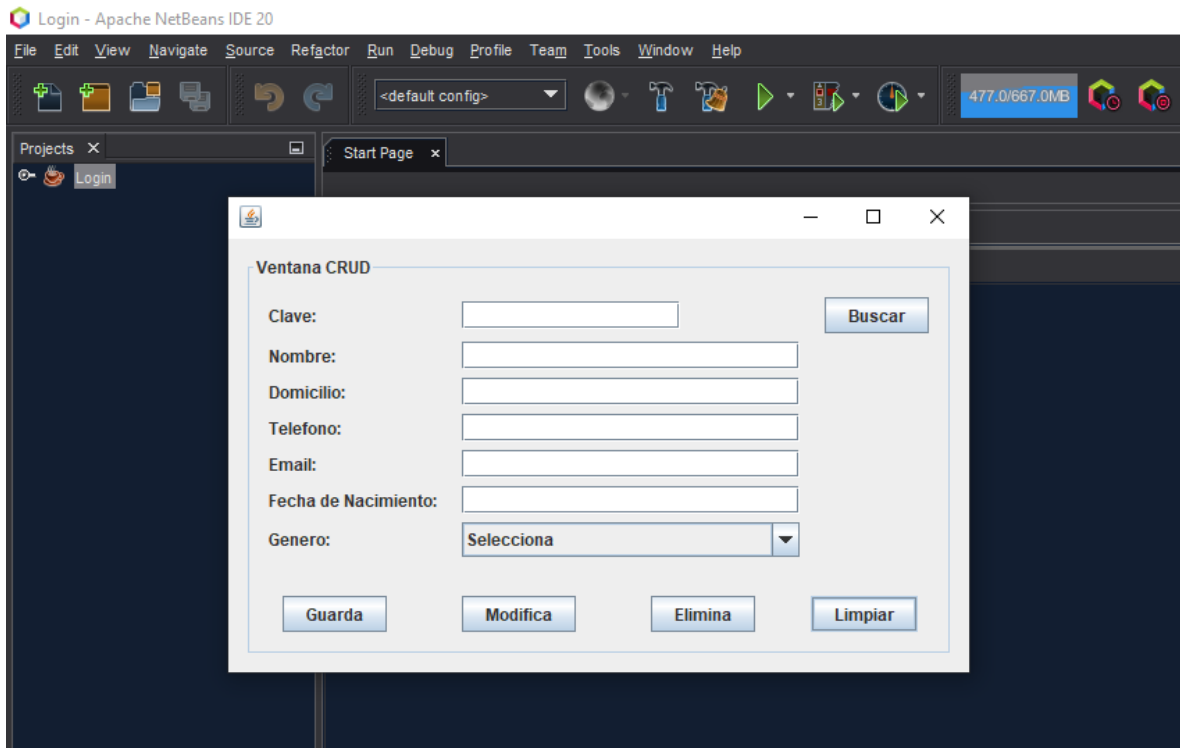 Login - Apache NetBeans IDE 20
File Edit View Navigate Source Refactor Run Debug Profile Team Tools Window Help
<default config>
477.0/667.0MB
Projects
Start Page
Login
Ventana CRUD
Clave:
Buscar
Nombre:
Domicilio:
Telefono:
Email:
Fecha de Nacimiento:
Genero:
Selecciona
Guarda Modifica Elimina Limpiar